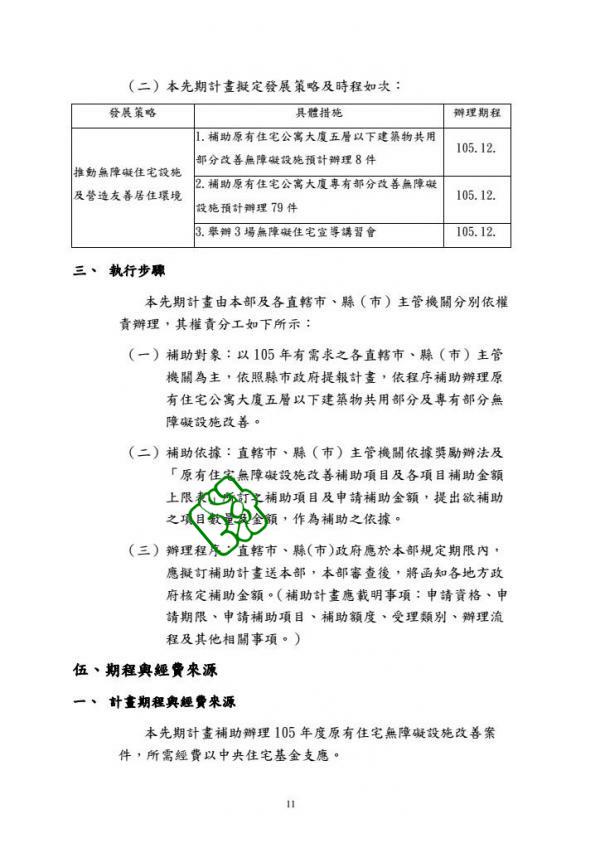 （二）本先期計畫擬定發展策略及時程如次：
發展策略 具體措施 辦理期程
推動無障礙住宅設施
及營造友善居住環境
1.補助原有住宅公寓大廈五層以下建築物共用
部分改善無障礙設施預計辦理8件
105.12.
2.補助原有住宅公寓大廈專有部分改善無障礙
設施預計辦理79件
105.12.
3.舉辦3場無障礙住宅宣導講習會 105.12.
三、 執行步驟
本先期計畫由本部及各直轄市、縣（市）主管機關分別依權
責辦理，其權責分工如下所示：
（一）補助對象：以105年有需求之各直轄市、縣（市）主管
機關為主，依照縣市政府提報計畫，依程序補助辦理原
有住宅公寓大廈五層以下建築物共用部分及專有部分無
障礙設施改善。
（二）補助依據：直轄市、縣（市）主管機關依據獎勵辦法及
「原有住宅無障礙設施改善補助項目及各項目補助金額
上限表」所訂之補助項目及申請補助金額，提出欲補助
之項目數量及金額，作為補助之依據。
（三）辦理程序：直轄市、縣(市)政府應於本部規定期限內，
應擬訂補助計畫送本部，本部審查後，將函知各地方政
府核定補助金額。(補助計畫應載明事項：申請資格、申
請期限、申請補助項目、補助額度、受理類別、辦理流
程及其他相關事項。)
伍、期程與經費來源
一、 計畫期程與經費來源
本先期計畫補助辦理105年度原有住宅無障礙設施改善案
件，所需經費以中央住宅基金支應。
11